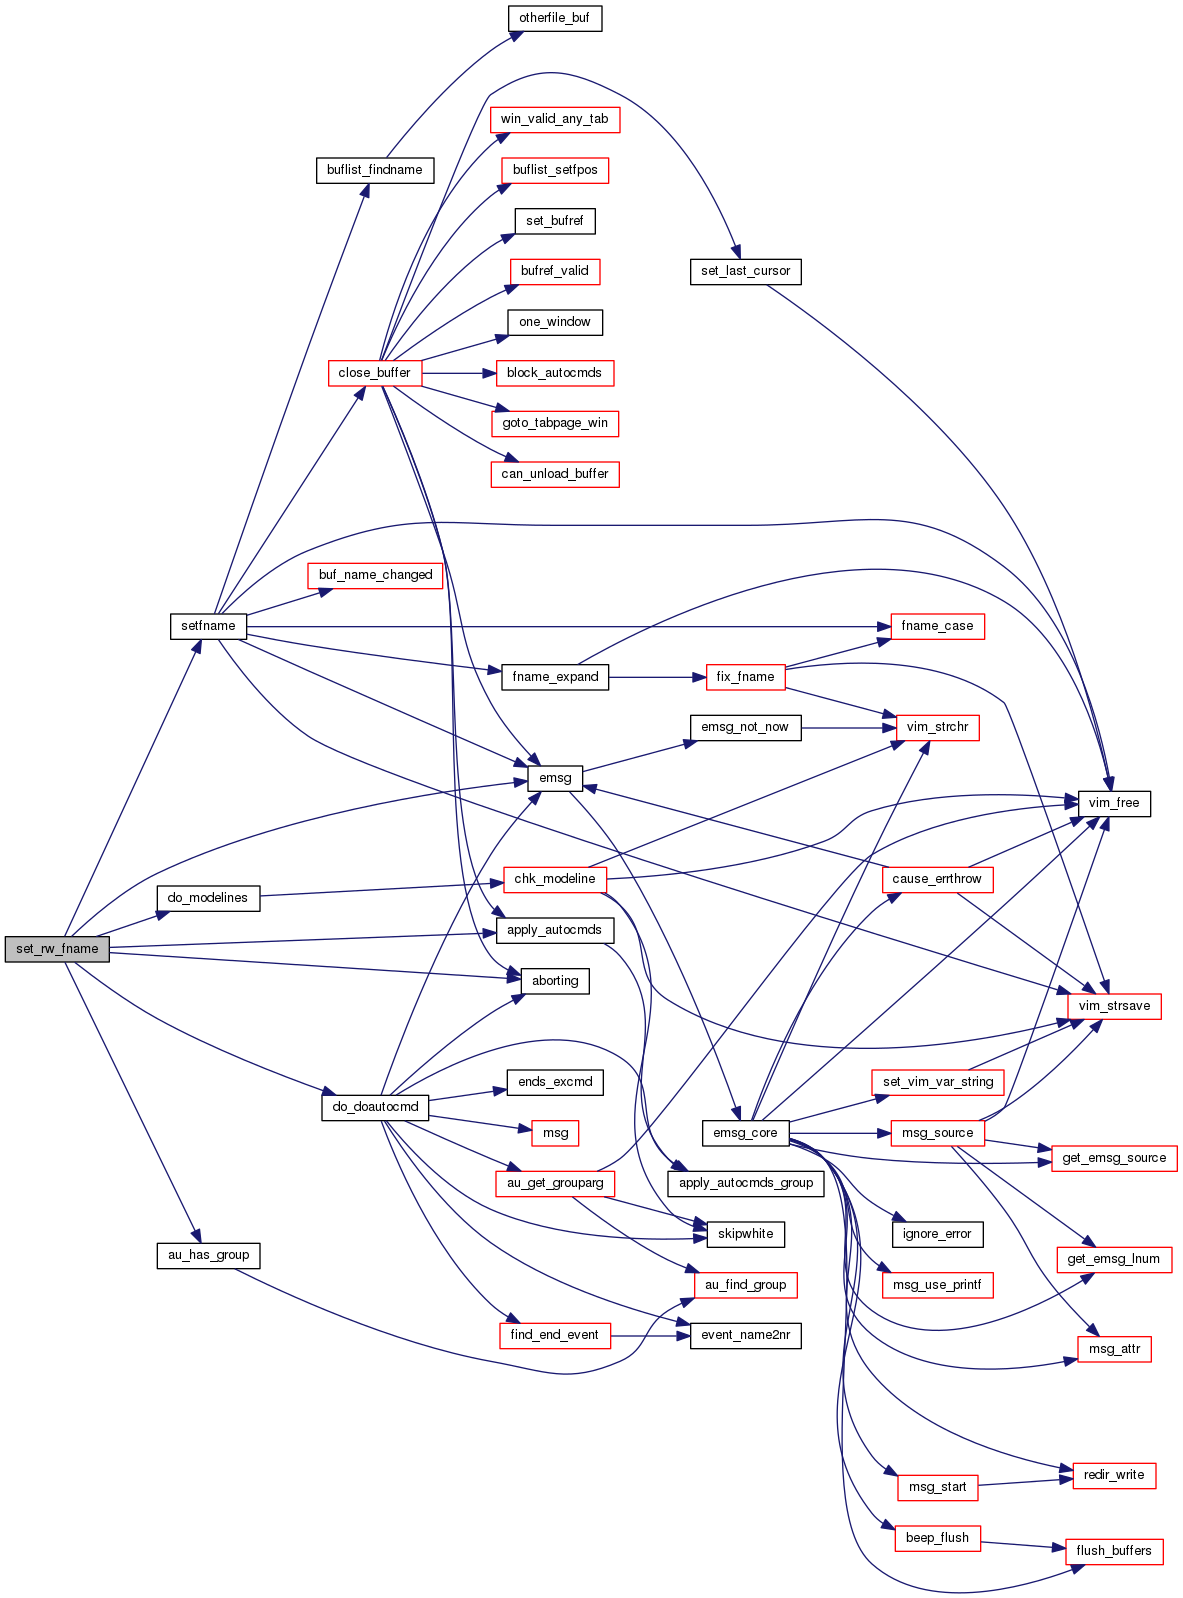 otherfile_buf
win_valid_any_tab
buflist_findname
buflist_setfpos
set_bufref
bufref_valid
set_last_cursor
one_window
close_buffer
block_autocmds
goto_tabpage_win
can_unload_buffer
buf_name_changed
setfname
fname_case
fname_expand
fix_fname
emsg_not_now
vim_strchr
emsg
vim_free
chk_modeline
cause_errthrow
do_modelines
apply_autocmds
set_rw_fname
aborting
vim_strsave
ends_excmd
set_vim_var_string
do_doautocmd
msg
emsg_core
msg_source
get_emsg_source
au_get_grouparg
apply_autocmds_group
skipwhite
ignore_error
au_has_group
get_emsg_lnum
au_find_group
msg_use_printf
find_end_event
event_name2nr
msg_attr
redir_write
msg_start
beep_flush
flush_buffers